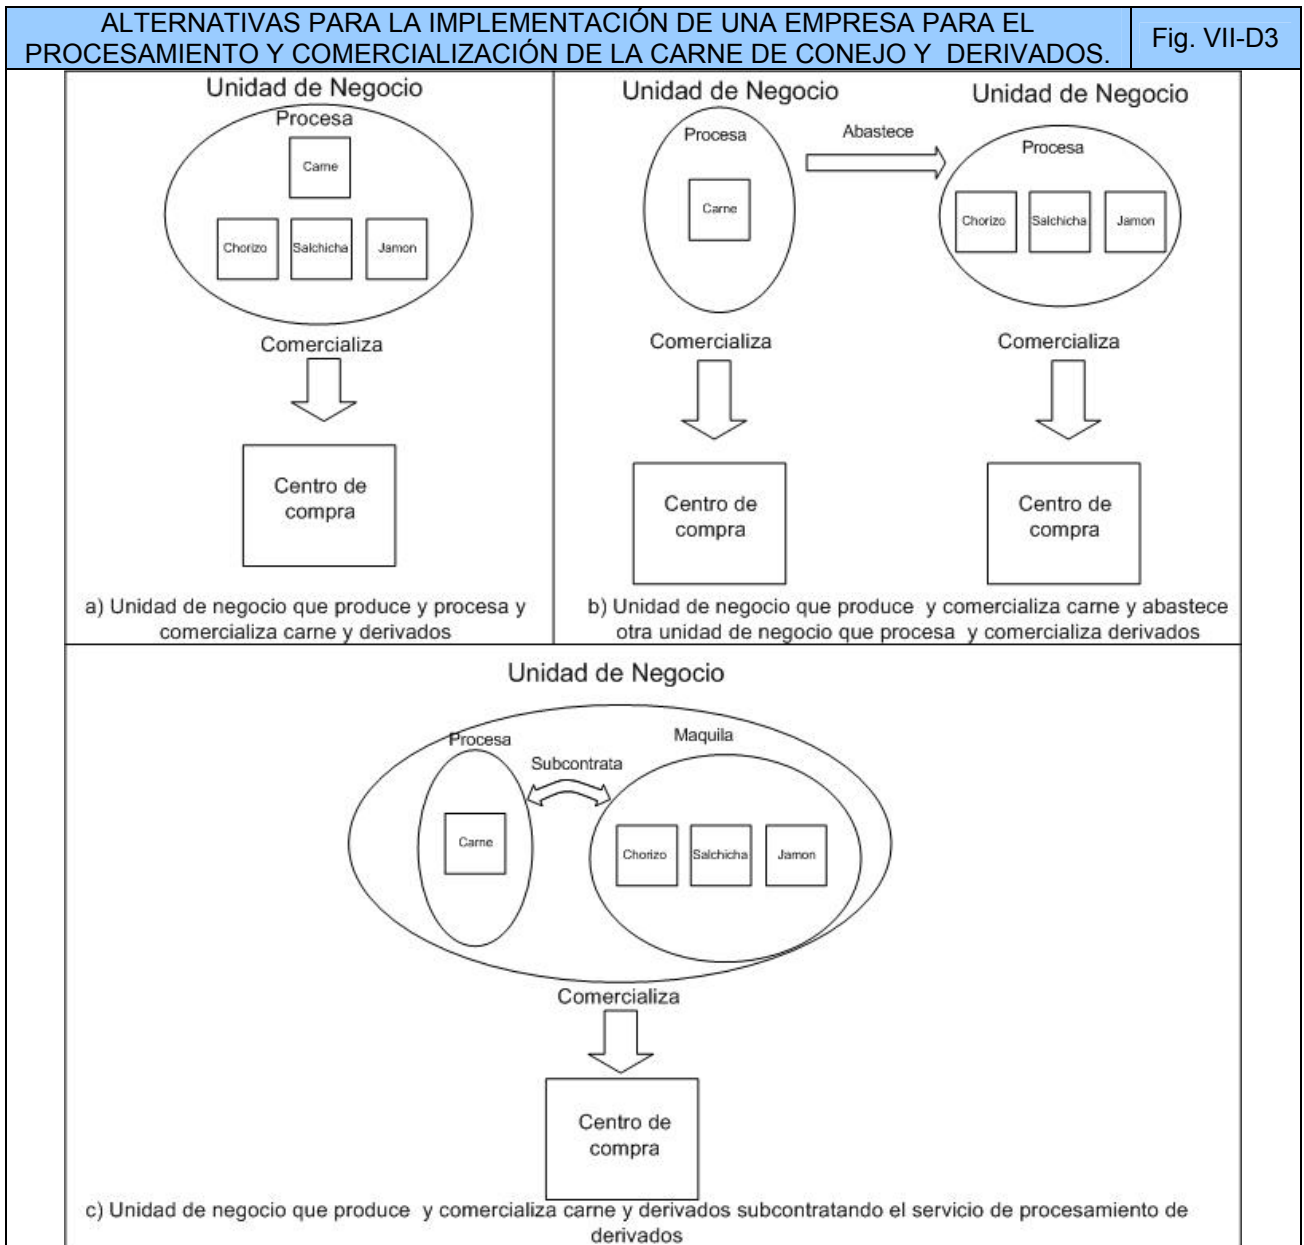 ALTERNATIVAS PARA LA IMPLEMENTACIÓN DE UNA EMPRESA PARA EL
PROCESAMIENTO Y COMERCIALIZACIÓN DE LA CARNE DE CONEJO Y DERIVADOS.
Fig. VII-D3
Unidad de Negocio
Procesa
Carne
Chorizo
Salchicha
Jamon
Comercializa
Centro de
compra
a) Unidad de negocio que produce y procesa y
comercializa carne y derivados
Unidad de Negocio
Procesa
Carne
Abastece
Comercializa
Centro de
compra
Unidad de Negocio
Procesa
Chorizo
Salchicha
Jamon
Comercializa
Centro de
compra
b) Unidad de negocio que produce y comercializa carne y abastece
otra unidad de negocio que procesa y comercializa derivados
Unidad de Negocio
Procesa
Carne
Subcontrata
Maquila
Chorizo
Salchicha
Jamon
Comercializa
Centro de
compra
c) Unidad de negocio que produce y comercializa carne y derivados subcontratando el servicio de procesamiento de
derivados